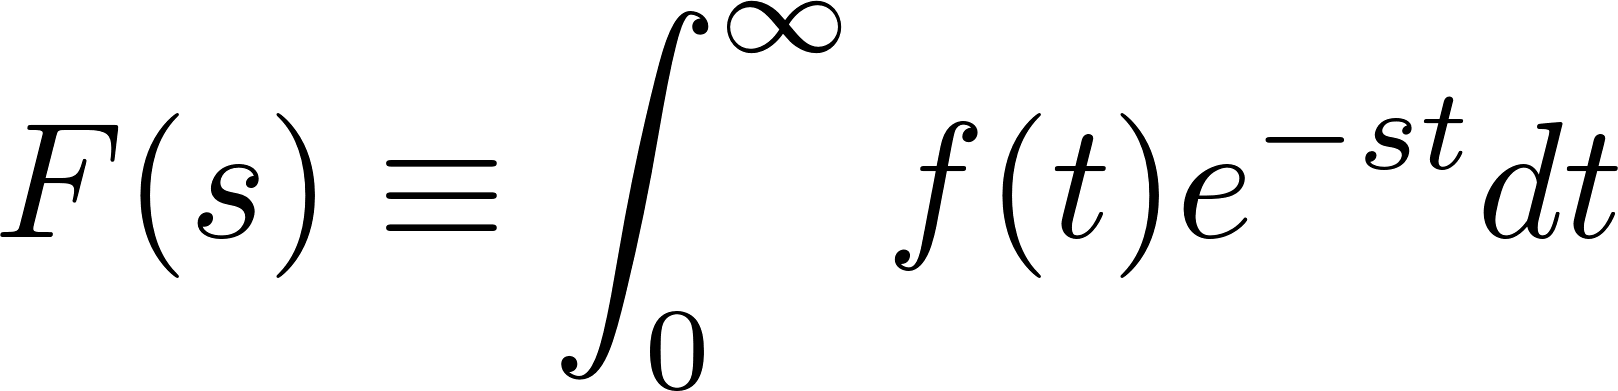 F(s) ≡ ∫₀^∞ f(t)e^{-st}dt